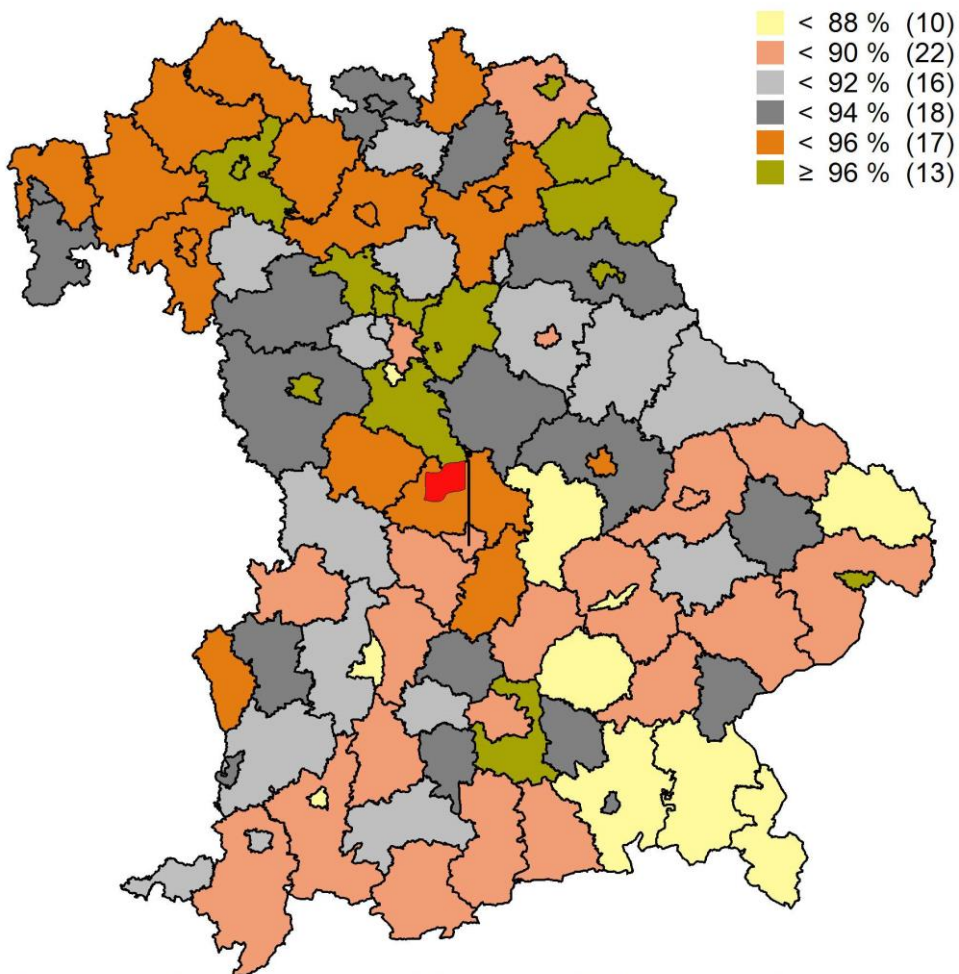 < 88 % (10)
< 90 % (22)
< 92 % (16)
< 94 % (18)
< 96 % (17)
≥ 96 % (13)